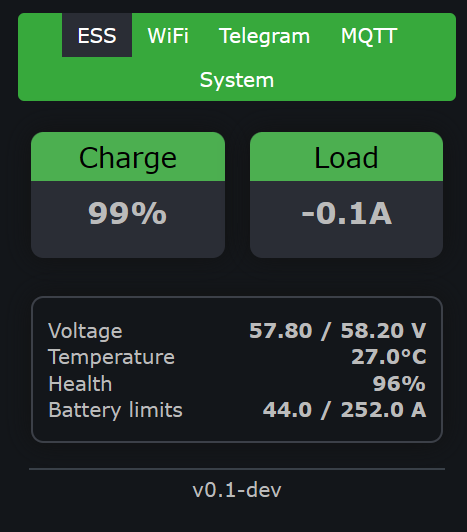 ESS WiFi Telegram MQTT
System
Charge Load
99% -0.1A
Voltage 57.80 / 58.20 V
Temperature 27.0°C
Health 96%
Battery limits 44.0 / 252.0 A
v0.1-dev